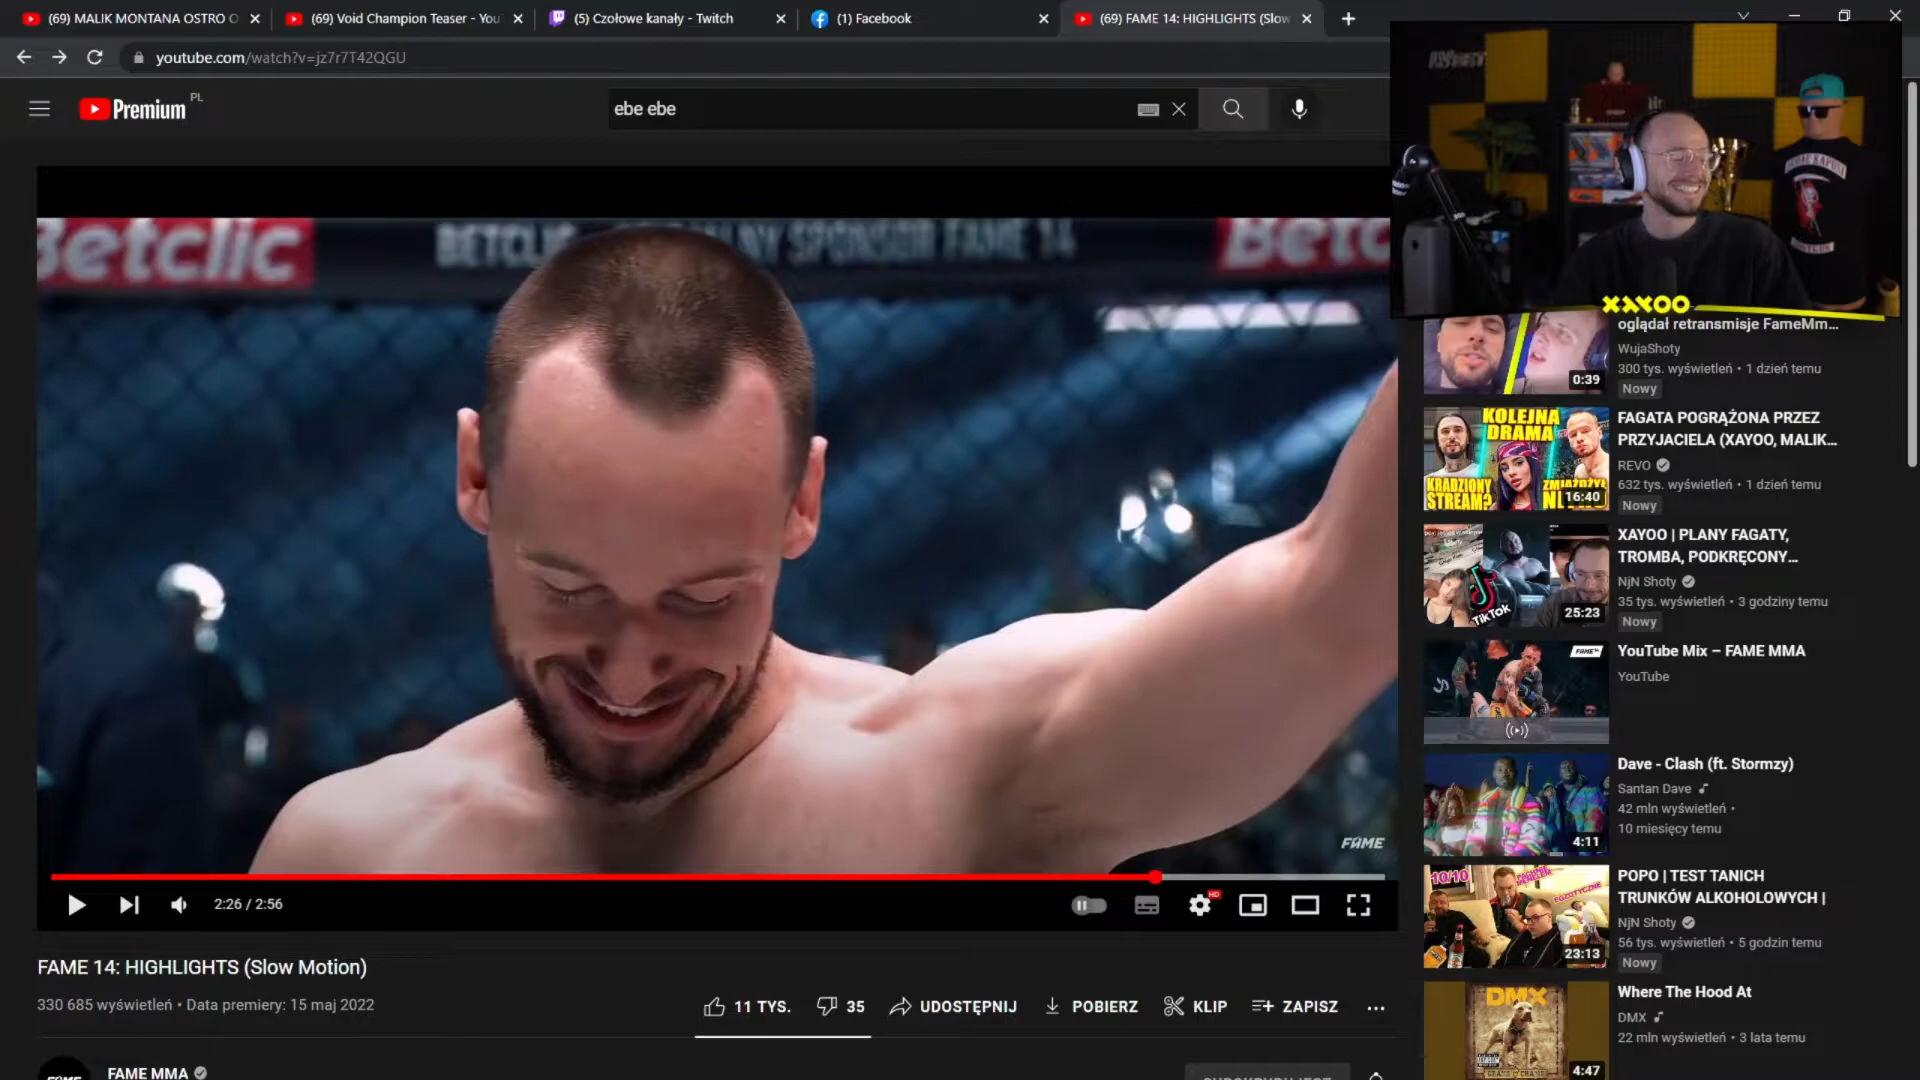 (69) MALIK MONTANA OSTRO O
(69) Void Champion Teaser - You
(5) Czołowe kanały - Twitch
(1) Facebook
(69) FAME 14: HIGHLIGHTS (Slow
youtube.com/watch?v=jz7r7T42QGU
Premium PL
ebe ebe
XAYOO
Betclic
BETCLIC
SPONSOR FAME 14
FAME
2:26 / 2:56
HD
FAME 14: HIGHLIGHTS (Slow Motion)
330 685 wyświetleń • Data premiery: 15 maj 2022
11 TYS.
35
UDOSTĘPNIJ
POBIERZ
KLIP
ZAPISZ
FAME MMA
oglądał retransmisje FameMm...
WujaShoty
300 tys. wyświetleń • 1 dzień temu
Nowy
0:39
KOLEJNA
DRAMA
KRADZIONY
STREAM?
16:40
FAGATA POGRĄŻONA PRZEZ
PRZYJACIELA (XAYOO, MALIK...
REVO
632 tys. wyświetleń • 1 dzień temu
Nowy
TikTok
25:23
XAYOO | PLANY FAGATY,
TROMBA, PODKRĘCONY...
NjN Shoty
35 tys. wyświetleń • 3 godziny temu
Nowy
FAME
YouTube Mix – FAME MMA
YouTube
4:11
Dave - Clash (ft. Stormzy)
Santan Dave
42 mln wyświetleń •
10 miesięcy temu
10/10
23:13
POPO | TEST TANICH
TRUNKÓW ALKOHOLOWYCH |
NjN Shoty
56 tys. wyświetleń • 5 godzin temu
Nowy
DMX
4:47
Where The Hood At
DMX
22 mln wyświetleń • 3 lata temu